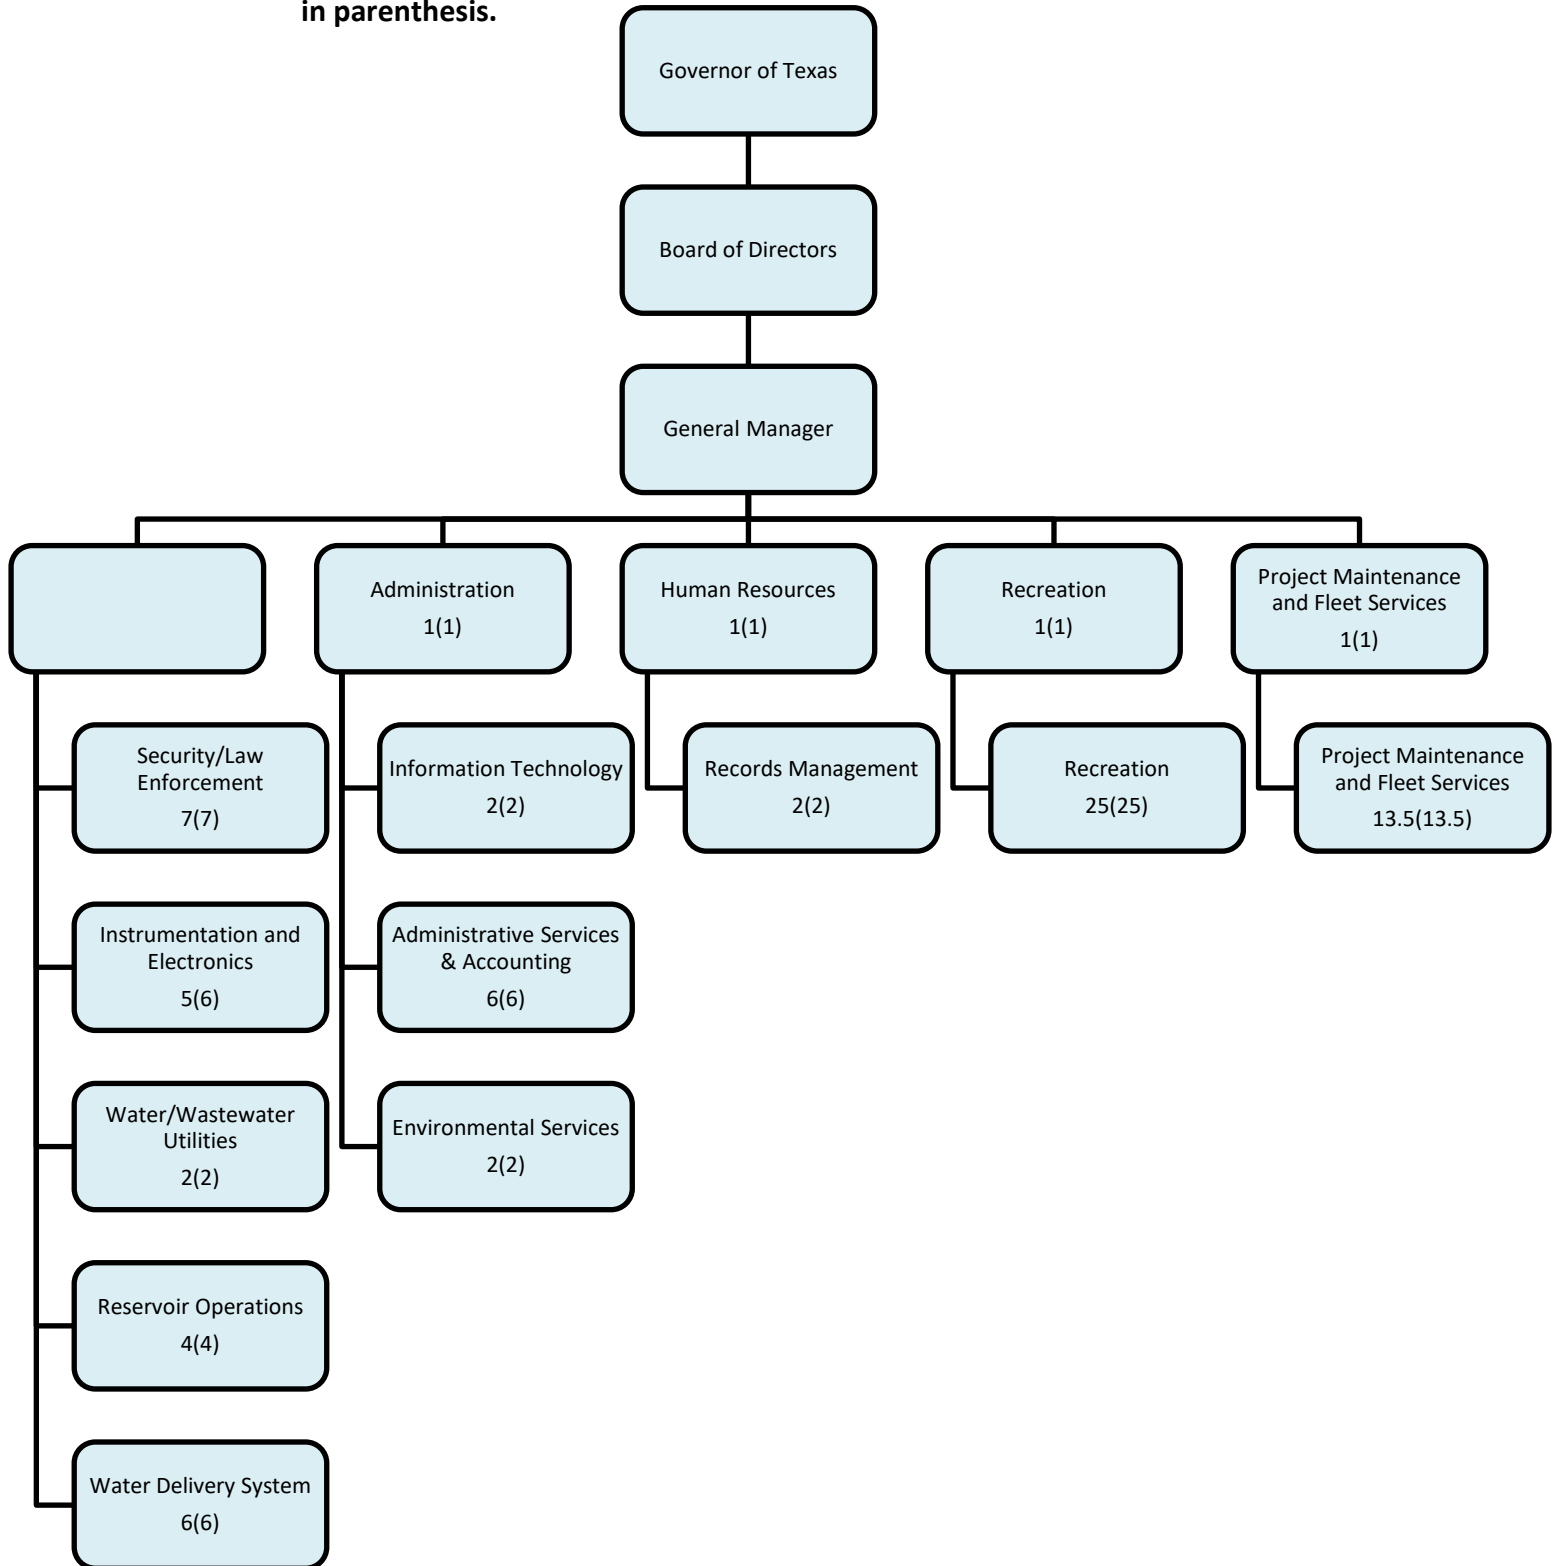 in parenthesis.
Governor of Texas
Board of Directors
General Manager
Administration
1(1)
Human Resources
1(1)
Recreation
1(1)
Project Maintenance
and Fleet Services
1(1)
Security/Law
Enforcement
7(7)
Information Technology
2(2)
Records Management
2(2)
Recreation
25(25)
Project Maintenance
and Fleet Services
13.5(13.5)
Instrumentation and
Electronics
5(6)
Administrative Services
& Accounting
6(6)
Water/Wastewater
Utilities
2(2)
Environmental Services
2(2)
Reservoir Operations
4(4)
Water Delivery System
6(6)